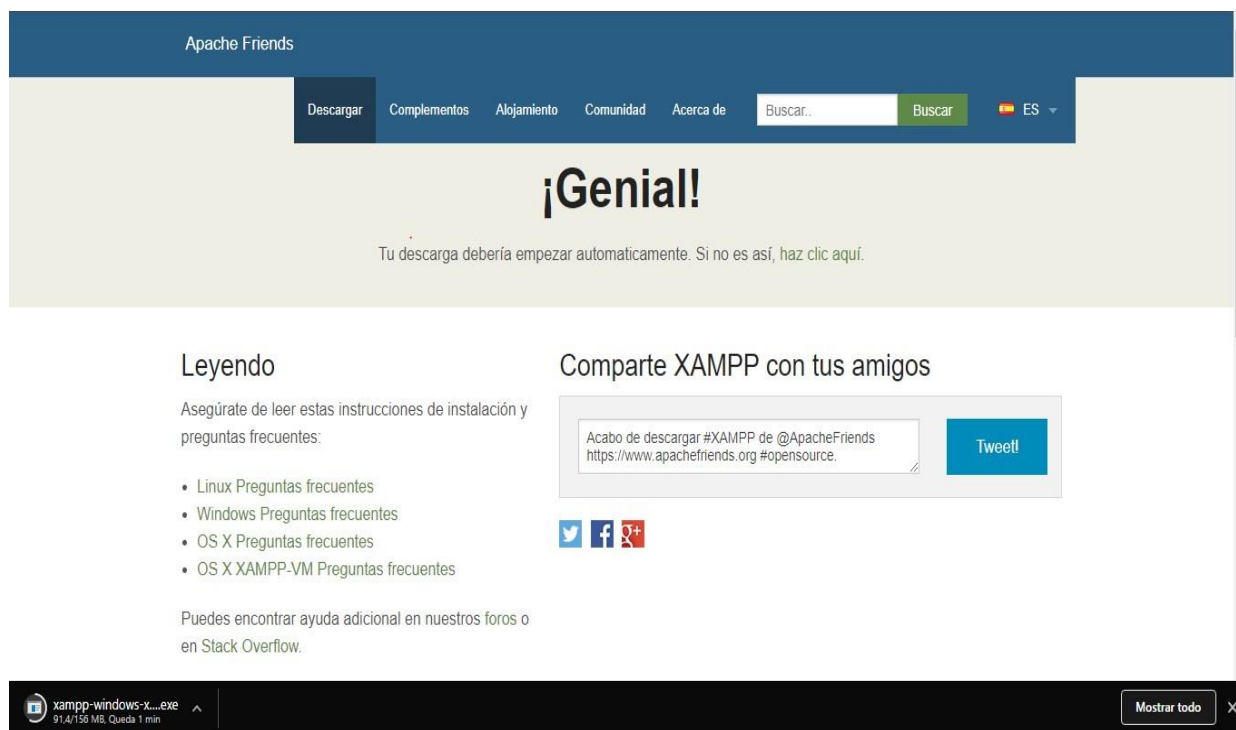 Apache Friends
Descargar Complementos Alojamiento Comunidad Acerca de Buscar.. Buscar ES
¡Genial!
Tu descarga debería empezar automaticamente. Si no es así, haz clic aquí.
Leyendo
Asegúrate de leer estas instrucciones de instalación y
preguntas frecuentes:
• Linux Preguntas frecuentes
• Windows Preguntas frecuentes
• OS X Preguntas frecuentes
• OS X XAMPP-VM Preguntas frecuentes
Puedes encontrar ayuda adicional en nuestros foros o
en Stack Overflow.
Comparte XAMPP con tus amigos
Acabo de descargar #XAMPP de @ApacheFriends
https://www.apachefriends.org #opensource.
Tweet!
xampp-windows-x....exe
91,4/156 MB, Queda 1 min
Mostrar todo